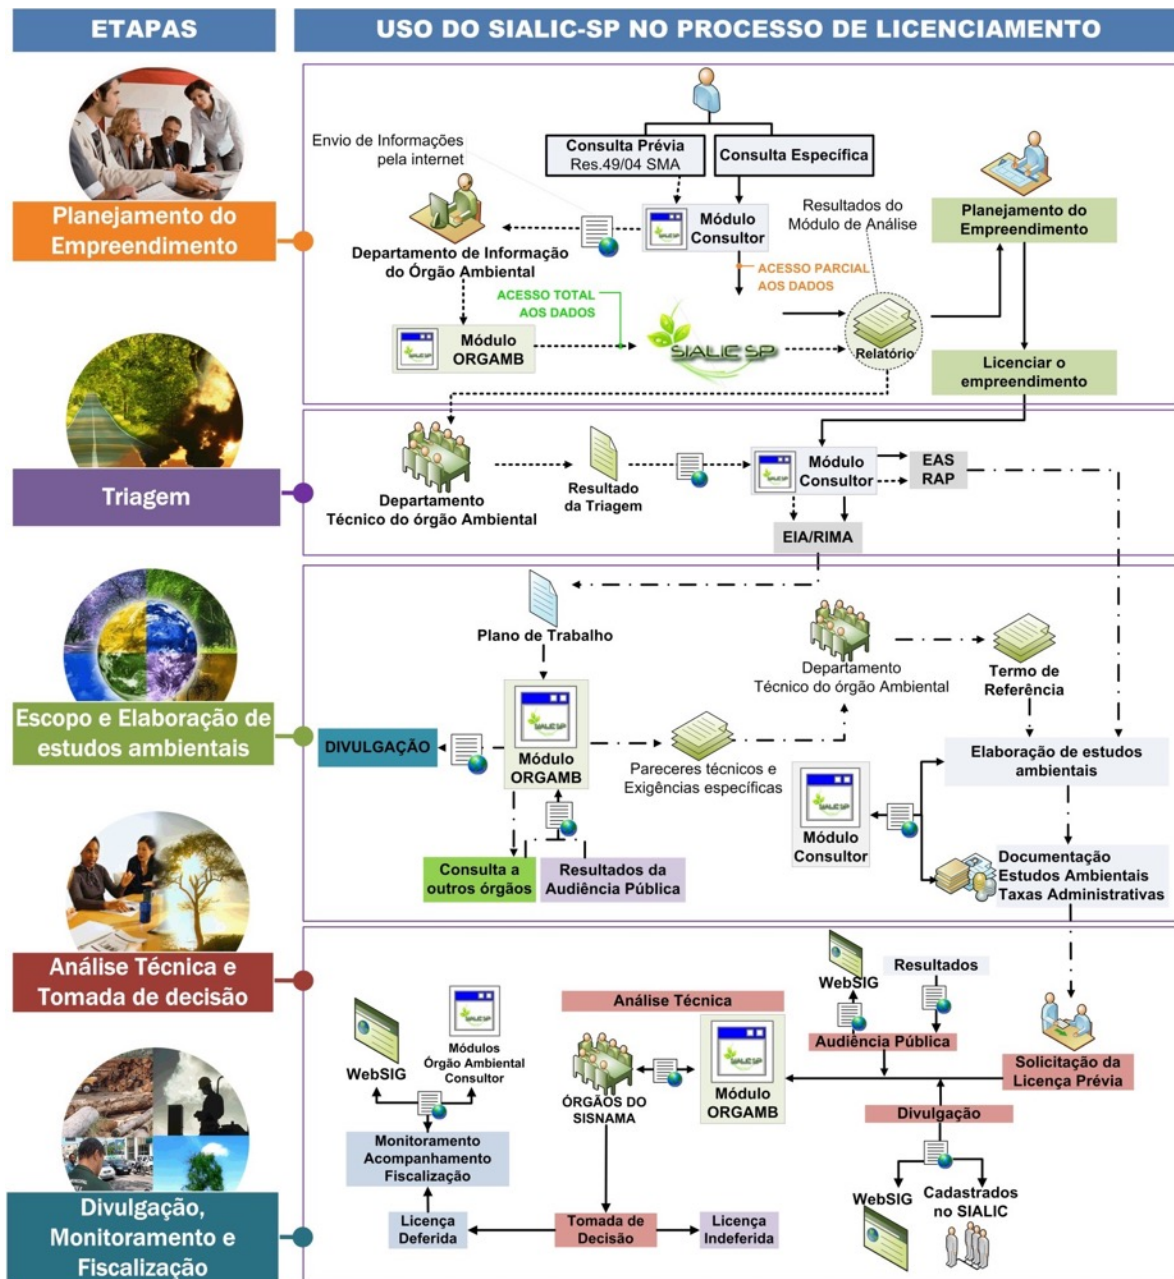 ETAPAS
USO DO SIALIC-SP NO PROCESSO DE LICENCIAMENTO
Planejamento do
Empreendimento
Envio de Informações
pela internet
Consulta Prévia
Res.49/04 SMA
Consulta Específica
Módulo
Consultor
Resultados do
Módulo de Análise
Planejamento do
Empreendimento
Departamento de Informação
do Órgão Ambiental
ACESSO PARCIAL
AOS DADOS
ACESSO TOTAL
AOS DADOS
Módulo
ORGAMB
SIALIC SP
Relatório
Licenciar o
empreendimento
Triagem
Departamento
Técnico do órgão Ambiental
Resultado
da Triagem
Módulo
Consultor
EAS
RAP
EIA/RIMA
Escopo e Elaboração de
estudos ambientais
Plano de Trabalho
Departamento
Técnico do órgão Ambiental
Termo de
Referência
DIVULGAÇÃO
Módulo
ORGAMB
Pareceres técnicos e
Exigências específicas
Elaboração de estudos
ambientais
Módulo
Consultor
Consulta a
outros órgãos
Resultados da
Audiência Pública
Documentação
Estudos Ambientais
Taxas Administrativas
Análise Técnica e
Tomada de decisão
WebSIG
Resultados
Análise Técnica
Audiência Pública
Solicitação da
Licença Prévia
WebSIG
Módulos
Órgão Ambiental
Consultor
ÓRGÃOS DO
SISNAMA
Módulo
ORGAMB
Divulgação
Monitoramento
Acompanhamento
Fiscalização
WebSIG
Cadastrados
no SIALIC
Licença
Deferida
Tomada de
Decisão
Licença
Indeferida
Divulgação,
Monitoramento e
Fiscalização